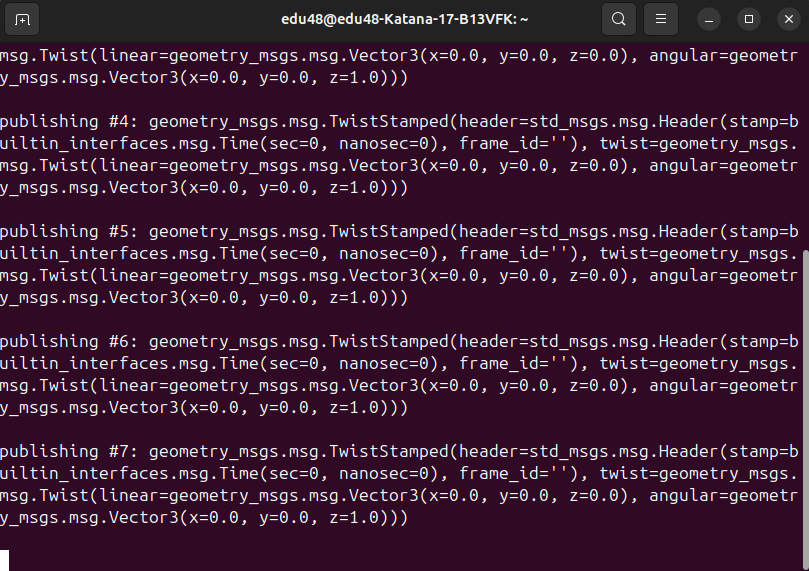 edu48@edu48-Katana-17-B13VFK: ~
msg.Twist(linear=geometry_msgs.msg.Vector3(x=0.0, y=0.0, z=0.0), angular=geometr
y_msgs.msg.Vector3(x=0.0, y=0.0, z=1.0)))
publishing #4: geometry_msgs.msg.TwistStamped(header=std_msgs.msg.Header(stamp=b
uiltin_interfaces.msg.Time(sec=0, nanosec=0), frame_id=''), twist=geometry_msgs.
msg.Twist(linear=geometry_msgs.msg.Vector3(x=0.0, y=0.0, z=0.0), angular=geometr
y_msgs.msg.Vector3(x=0.0, y=0.0, z=1.0)))
publishing #5: geometry_msgs.msg.TwistStamped(header=std_msgs.msg.Header(stamp=b
uiltin_interfaces.msg.Time(sec=0, nanosec=0), frame_id=''), twist=geometry_msgs.
msg.Twist(linear=geometry_msgs.msg.Vector3(x=0.0, y=0.0, z=0.0), angular=geometr
y_msgs.msg.Vector3(x=0.0, y=0.0, z=1.0)))
publishing #6: geometry_msgs.msg.TwistStamped(header=std_msgs.msg.Header(stamp=b
uiltin_interfaces.msg.Time(sec=0, nanosec=0), frame_id=''), twist=geometry_msgs.
msg.Twist(linear=geometry_msgs.msg.Vector3(x=0.0, y=0.0, z=0.0), angular=geometr
y_msgs.msg.Vector3(x=0.0, y=0.0, z=1.0)))
publishing #7: geometry_msgs.msg.TwistStamped(header=std_msgs.msg.Header(stamp=b
uiltin_interfaces.msg.Time(sec=0, nanosec=0), frame_id=''), twist=geometry_msgs.
msg.Twist(linear=geometry_msgs.msg.Vector3(x=0.0, y=0.0, z=0.0), angular=geometr
y_msgs.msg.Vector3(x=0.0, y=0.0, z=1.0)))